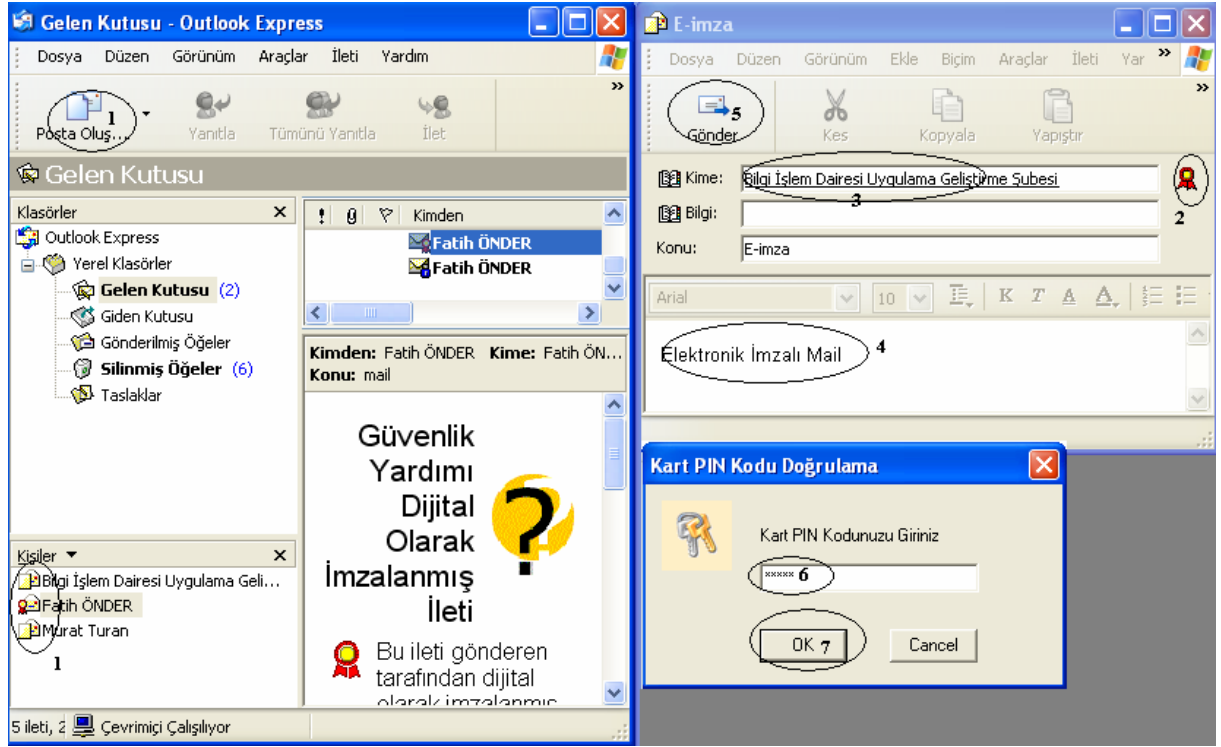 Gelen Kutusu - Outlook Express
Dosya Düzen Görünüm Araçlar İleti Yardım
1
Posta Oluş... Yanıtla Tümünü Yanıtla İlet
Gelen Kutusu
Klasörler
Outlook Express
Yerel Klasörler
Gelen Kutusu (2)
Giden Kutusu
Gönderilmiş Öğeler
Silinmiş Öğeler (6)
Taslaklar
Kişiler
Bilgi İşlem Dairesi Uygulama Geli...
Fatih ÖNDER
Murat Turan
1
Kimden
Fatih ÖNDER
Fatih ÖNDER
Kimden: Fatih ÖNDER Kime: Fatih ÖN...
Konu: mail
Güvenlik
Yardımı
Dijital
Olarak
İmzalanmış
İleti
Bu ileti gönderen
tarafından dijital
olarak imzalanmış
5 ileti, 2 Çevrimiçi Çalışılıyor
E-imza
Dosya Düzen Görünüm Ekle Biçim Araçlar İleti Yar
5
Gönder Kes Kopyala Yapıştır
Kime: Bilgi İşlem Dairesi Uygulama Geliştirme Şubesi
3
2
Bilgi:
Konu: E-imza
Arial 10 K T A A
Elektronik İmzalı Mail 4
Kart PIN Kodu Doğrulama
Kart PIN Kodunuzu Giriniz
***** 6
OK 7 Cancel